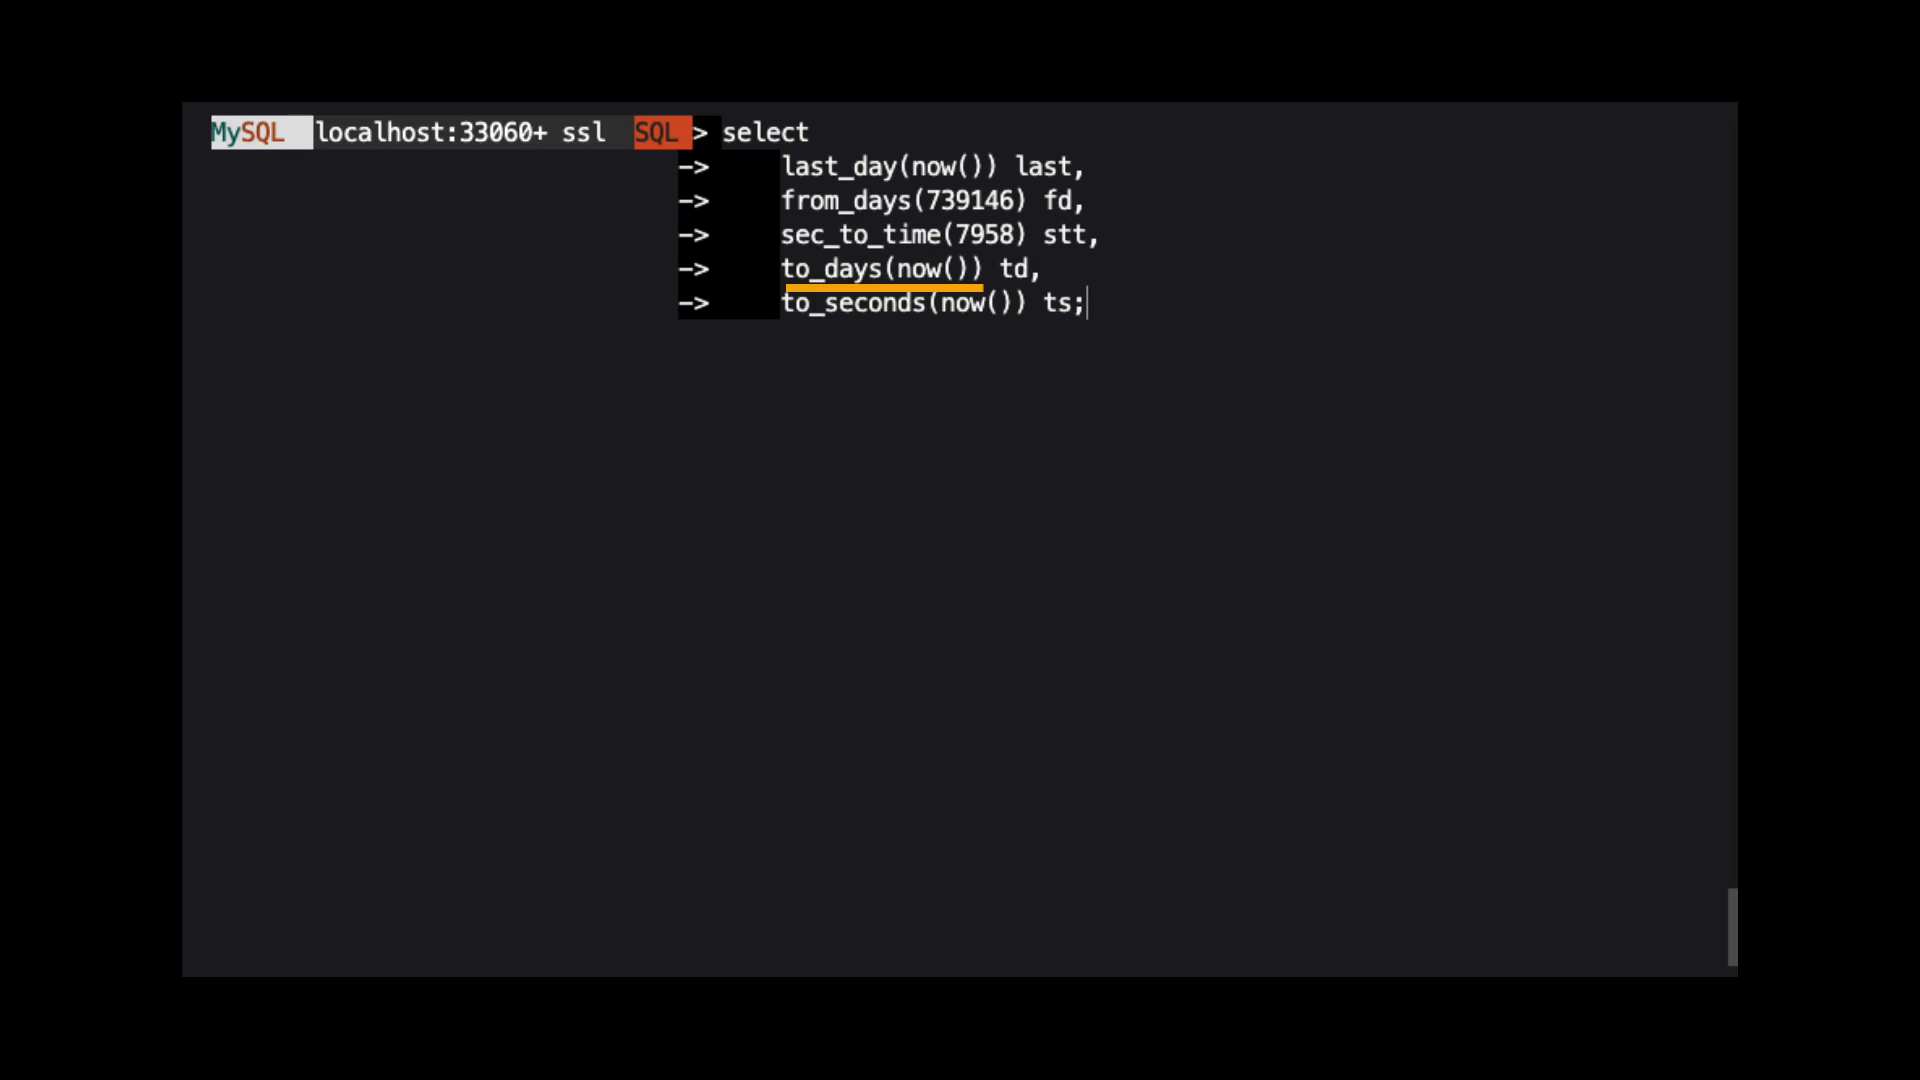 MySQL localhost:33060+ ssl SQL > select
-> last_day(now()) last,
-> from_days(739146) fd,
-> sec_to_time(7958) stt,
-> to_days(now()) td,
-> to_seconds(now()) ts;